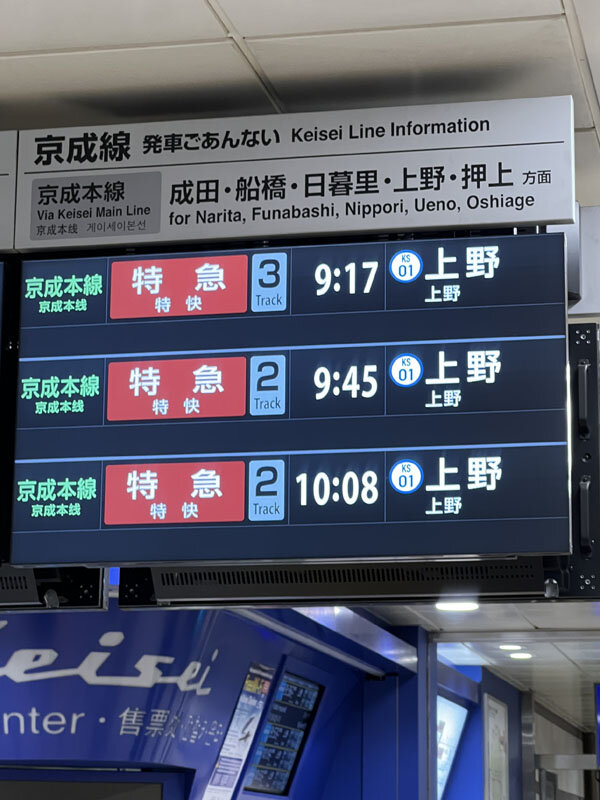 京成線 発車ごあんない Keisei Line Information
京成本線
Via Keisei Main Line
京成本线 게이세이본선
成田・船橋・日暮里・上野・押上 方面
for Narita, Funabashi, Nippori, Ueno, Oshiage
京成本線 特急 3 9:17 KS 01 上野
京成本线 特快 Track 上野
京成本線 特急 2 9:45 KS 01 上野
京成本线 特快 Track 上野
京成本線 特急 2 10:08 KS 01 上野
京成本线 特快 Track 上野
Keisei
enter・售票